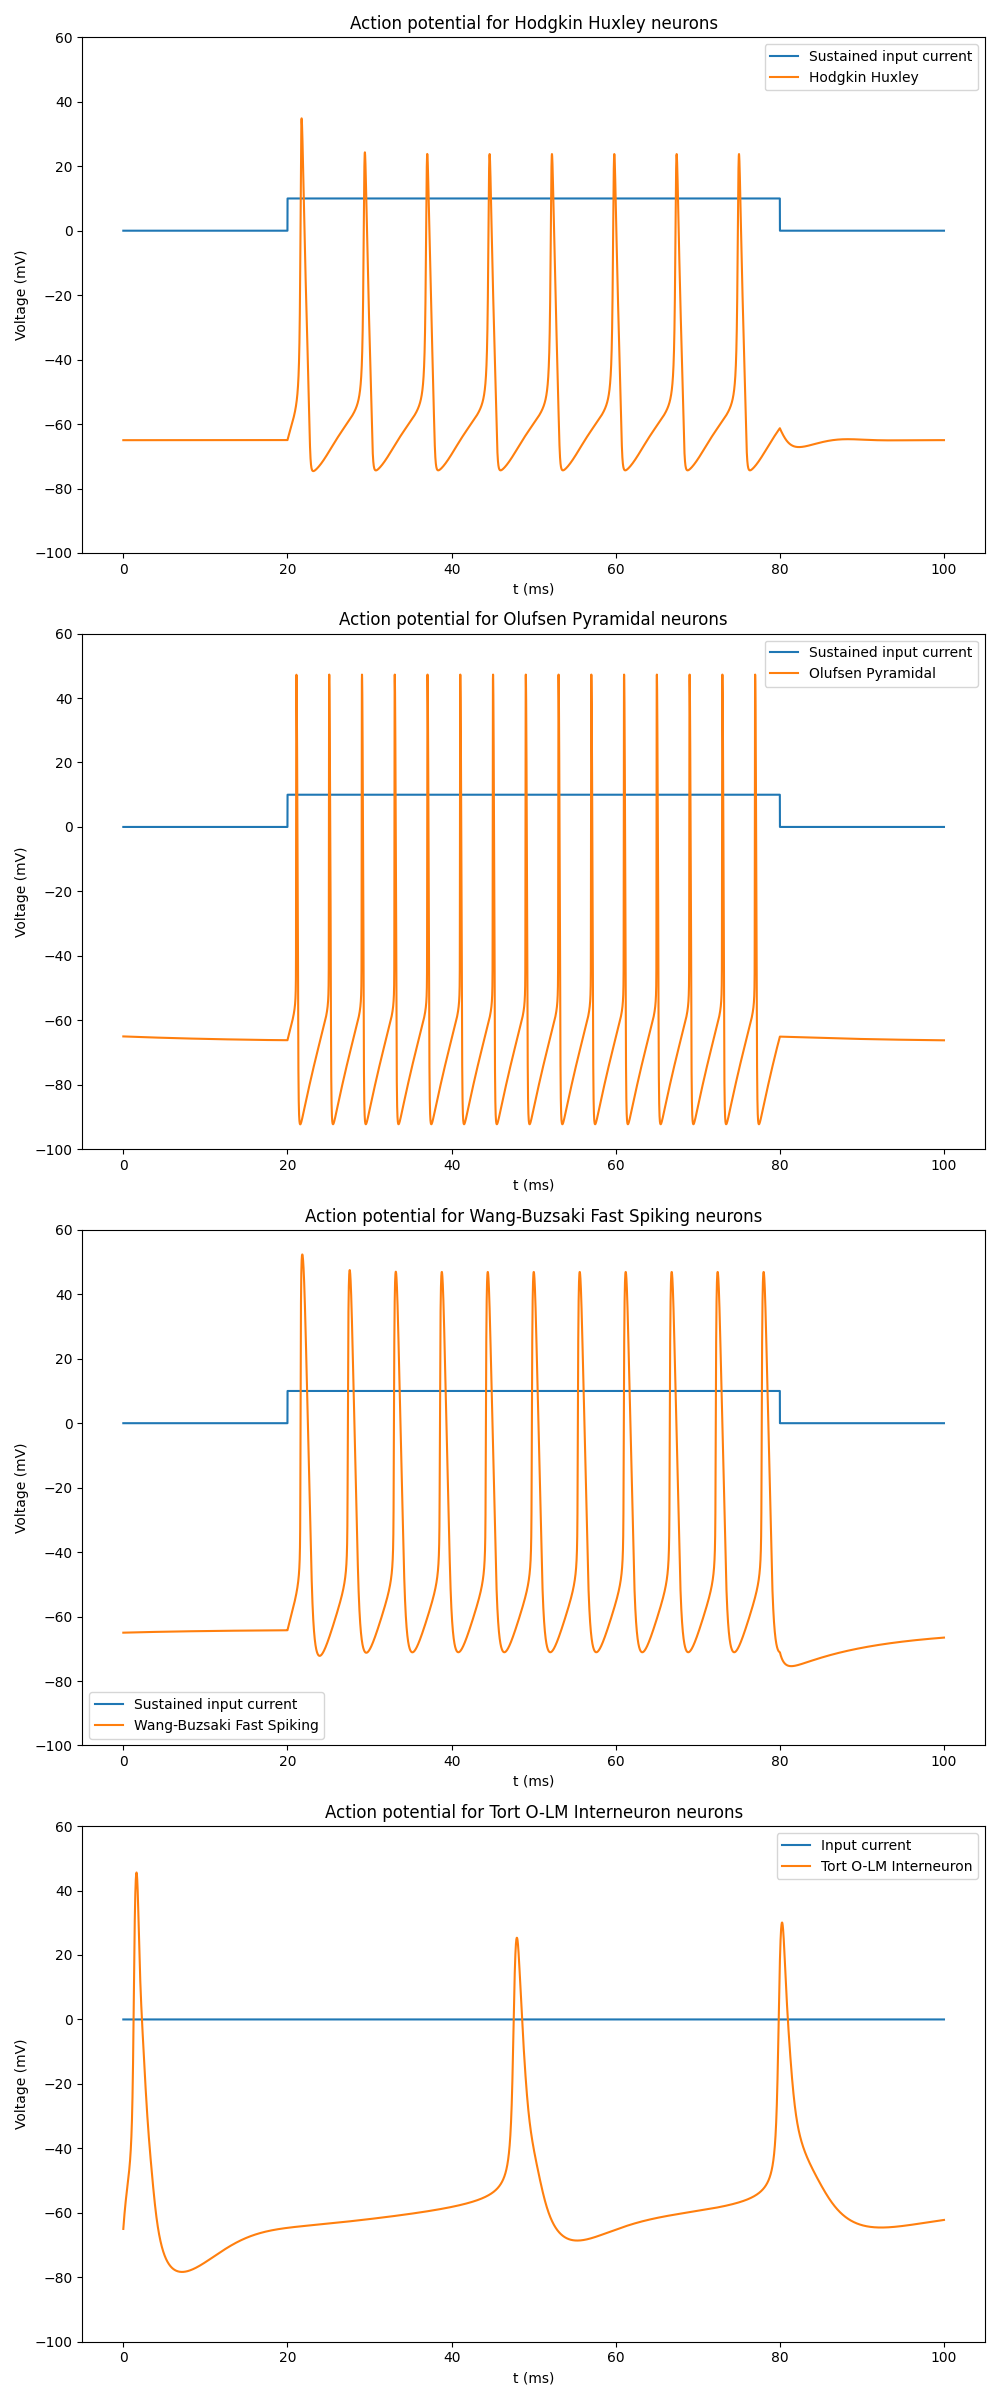 Action potential for Hodgkin Huxley neurons
60
40
20
0
−20
−40
−60
−80
−100
Voltage (mV)
Sustained input current
Hodgkin Huxley
0 20 40 60 80 100
t (ms)
Action potential for Olufsen Pyramidal neurons
60
40
20
0
−20
−40
−60
−80
−100
Voltage (mV)
Sustained input current
Olufsen Pyramidal
0 20 40 60 80 100
t (ms)
Action potential for Wang-Buzsaki Fast Spiking neurons
60
40
20
0
−20
−40
−60
−80
−100
Voltage (mV)
Sustained input current
Wang-Buzsaki Fast Spiking
0 20 40 60 80 100
t (ms)
Action potential for Tort O-LM Interneuron neurons
60
40
20
0
−20
−40
−60
−80
−100
Voltage (mV)
Input current
Tort O-LM Interneuron
0 20 40 60 80 100
t (ms)